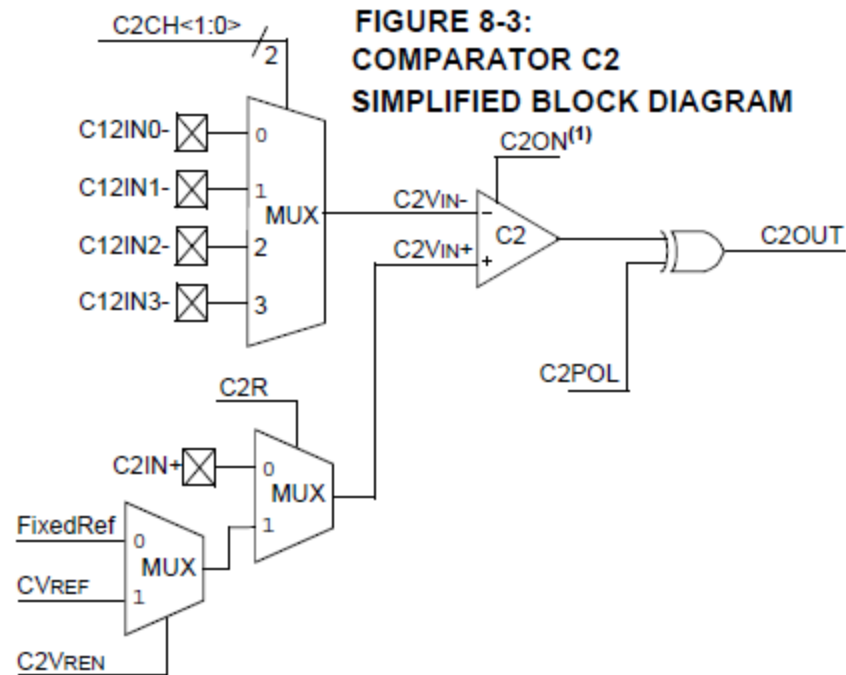 FIGURE 8-3:
COMPARATOR C2
SIMPLIFIED BLOCK DIAGRAM
C2CH<1:0>
2
C12IN0-
0
C12IN1-
1
MUX
C12IN2-
2
C12IN3-
3
C2ON(1)
C2VIN-
-
C2
C2VIN+
+
C2OUT
C2POL
C2R
C2IN+
0
MUX
1
FixedRef
0
MUX
CVREF
1
C2VREN